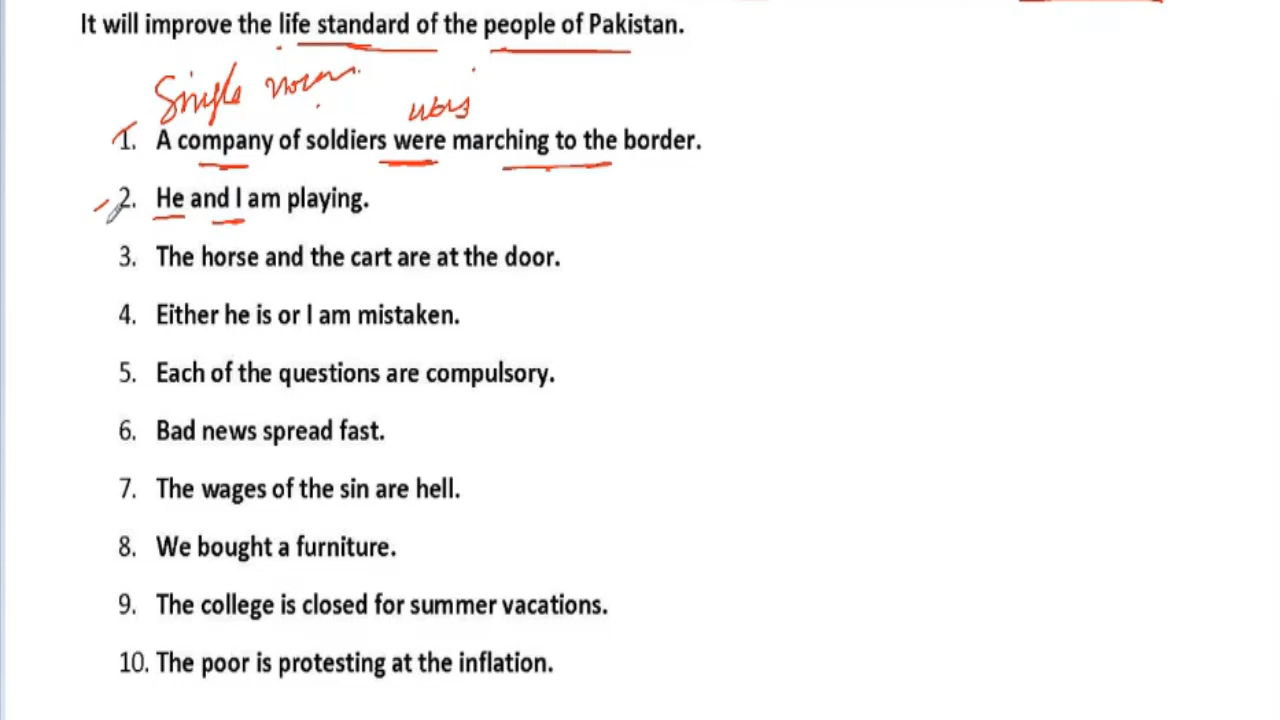 It will improve the life standard of the people of Pakistan.
Single noun.
was
1. A company of soldiers were marching to the border.
2. He and I am playing.
3. The horse and the cart are at the door.
4. Either he is or I am mistaken.
5. Each of the questions are compulsory.
6. Bad news spread fast.
7. The wages of the sin are hell.
8. We bought a furniture.
9. The college is closed for summer vacations.
10. The poor is protesting at the inflation.